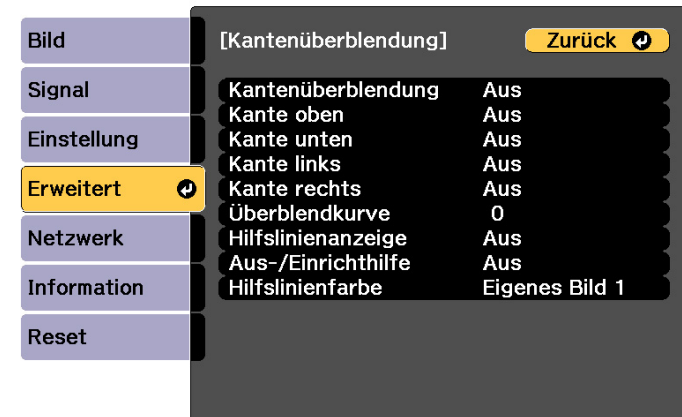 Bild
Signal
Einstellung
Erweitert
Netzwerk
Information
Reset
[Kantenüberblendung] Zurück
Kantenüberblendung Aus
Kante oben Aus
Kante unten Aus
Kante links Aus
Kante rechts Aus
Überblendkurve 0
Hilfslinienanzeige Aus
Aus-/Einrichthilfe Aus
Hilfslinienfarbe Eigenes Bild 1